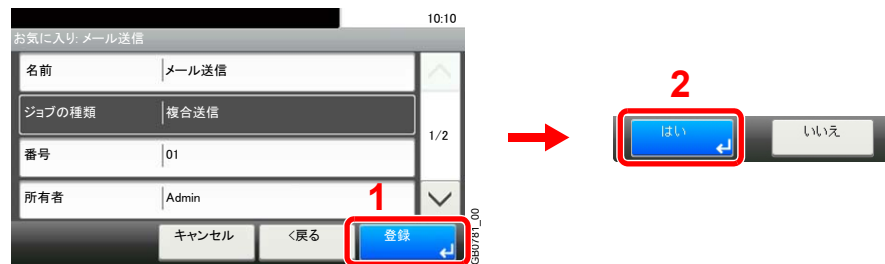 10:10
お気に入り: メール送信
名前 メール送信
ジョブの種類 複合送信
1/2
番号 01
所有者 Admin
1
キャンセル <戻る 登録
GB0781_00
2
はい いいえ